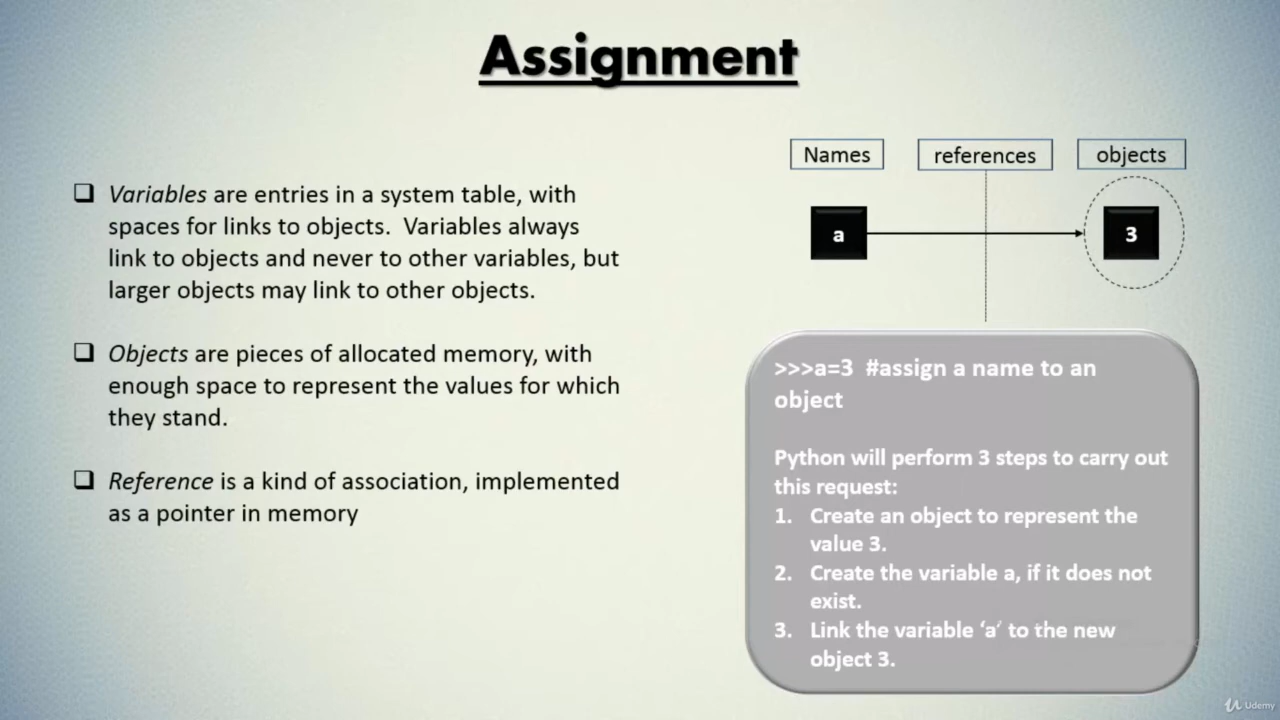 Assignment
❑ Variables are entries in a system table, with
spaces for links to objects. Variables always
link to objects and never to other variables, but
larger objects may link to other objects.
❑ Objects are pieces of allocated memory, with
enough space to represent the values for which
they stand.
❑ Reference is a kind of association, implemented
as a pointer in memory
Names references objects
a 3
>>>a=3 #assign a name to an
object
Python will perform 3 steps to carry out
this request:
1. Create an object to represent the
value 3.
2. Create the variable a, if it does not
exist.
3. Link the variable ‘a’ to the new
object 3.
Udemy